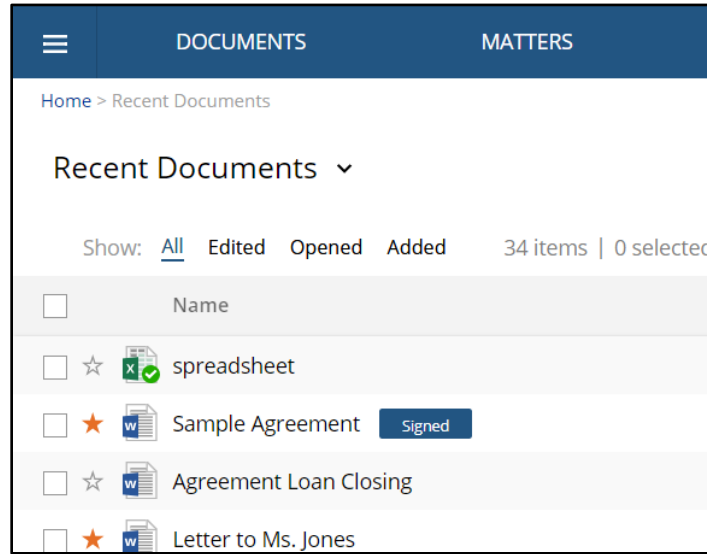 DOCUMENTS MATTERS
Home > Recent Documents
Recent Documents
Show: All Edited Opened Added 34 items | 0 selected
Name
spreadsheet
Sample Agreement Signed
Agreement Loan Closing
Letter to Ms. Jones